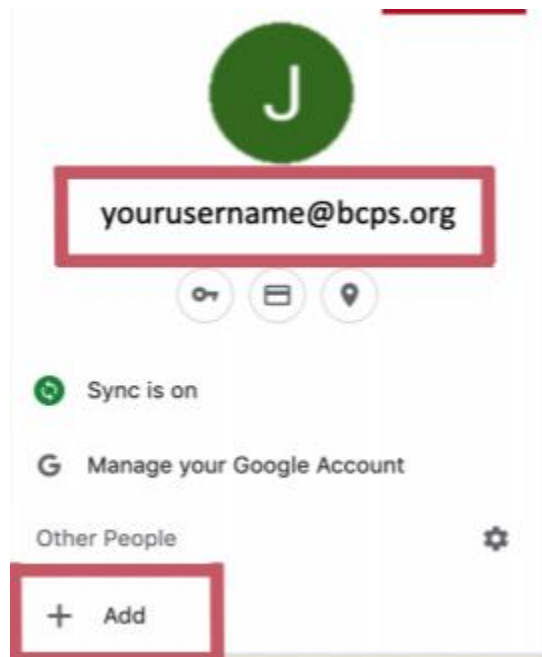 J
yourusername@bcps.org
Sync is on
G Manage your Google Account
Other People
+ Add